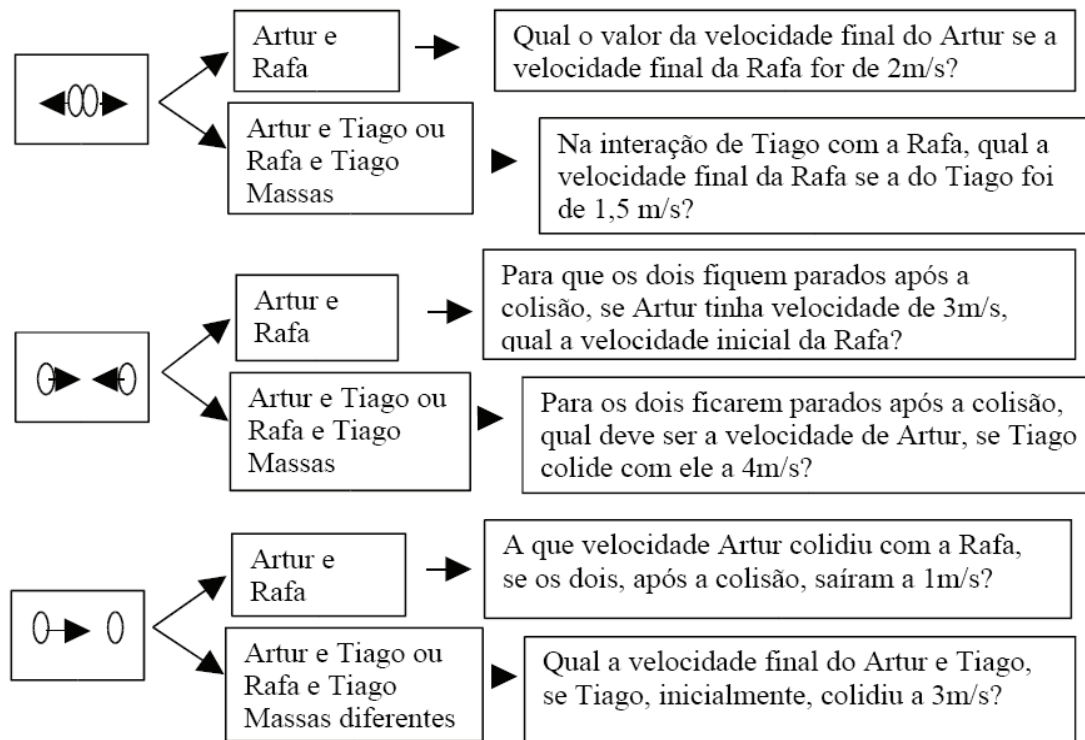 Artur e
Rafa
Qual o valor da velocidade final do Artur se a
velocidade final da Rafa for de 2m/s?
Artur e Tiago ou
Rafa e Tiago
Massas
Na interação de Tiago com a Rafa, qual a
velocidade final da Rafa se a do Tiago foi
de 1,5 m/s?
Artur e
Rafa
Para que os dois fiquem parados após a
colisão, se Artur tinha velocidade de 3m/s,
qual a velocidade inicial da Rafa?
Artur e Tiago ou
Rafa e Tiago
Massas
Para os dois ficarem parados após a colisão,
qual deve ser a velocidade de Artur, se Tiago
colide com ele a 4m/s?
Artur e
Rafa
A que velocidade Artur colidiu com a Rafa,
se os dois, após a colisão, saíram a 1m/s?
Artur e Tiago ou
Rafa e Tiago
Massas diferentes
Qual a velocidade final do Artur e Tiago,
se Tiago, inicialmente, colidiu a 3m/s?